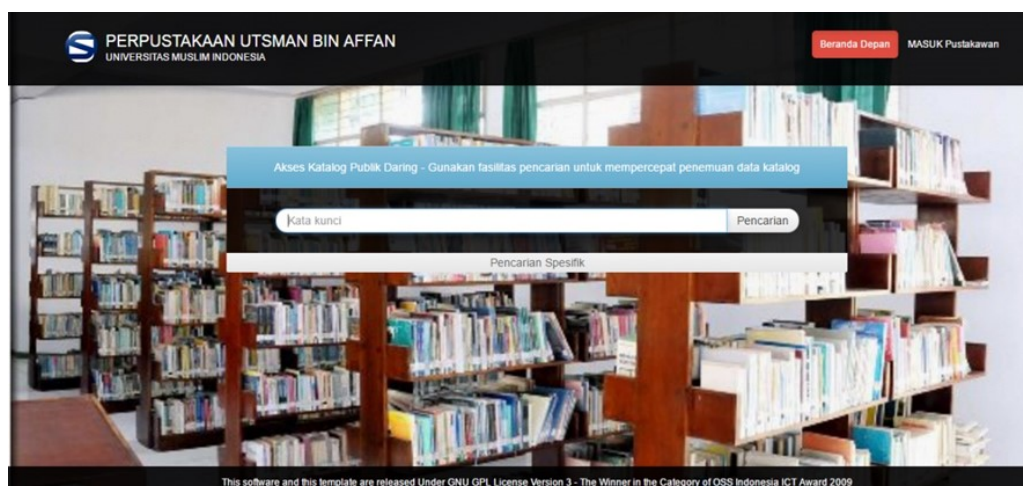 PERPUSTAKAAN UTSMAN BIN AFFAN
UNIVERSITAS MUSLIM INDONESIA
Beranda Depan
MASUK Pustakawan
Akses Katalog Publik Daring - Gunakan fasilitas pencarian untuk mempercepat penemuan data katalog
Kata kunci
Pencarian
Pencarian Spesifik
This software and this template are released Under GNU GPL License Version 3 - The Winner in the Category of OSS Indonesia ICT Award 2009